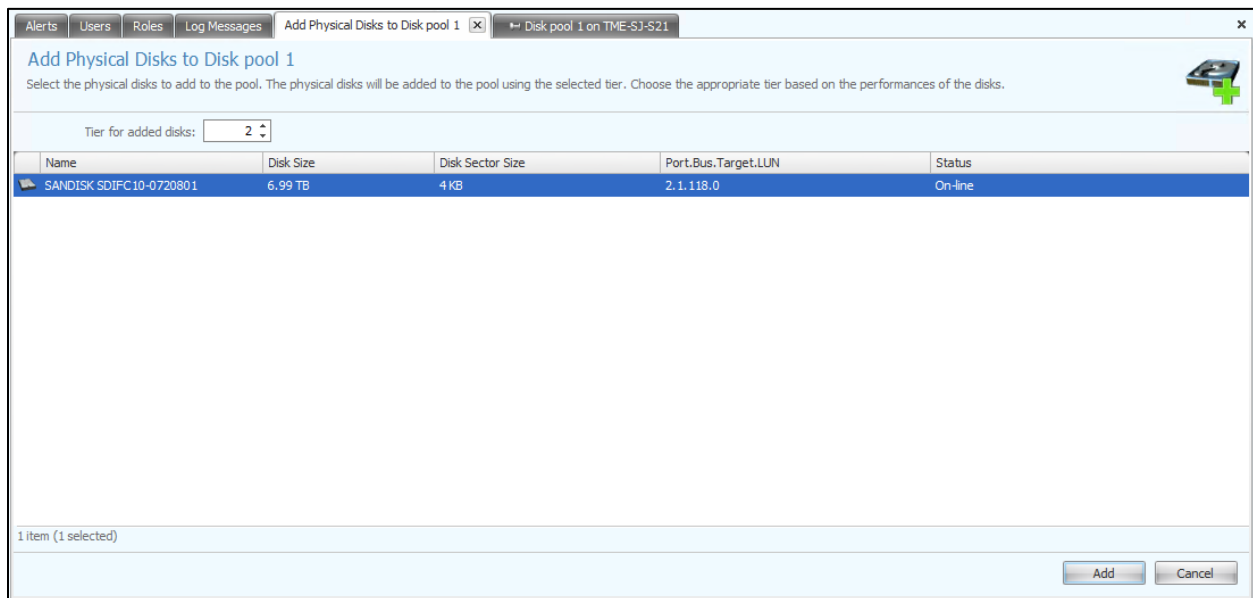 Alerts Users Roles Log Messages Add Physical Disks to Disk pool 1 Disk pool 1 on TME-SJ-S21
Add Physical Disks to Disk pool 1
Select the physical disks to add to the pool. The physical disks will be added to the pool using the selected tier. Choose the appropriate tier based on the performances of the disks.
Tier for added disks: 2
Name Disk Size Disk Sector Size Port.Bus.Target.LUN Status
SANDISK SDIFC10-0720801 6.99 TB 4 KB 2.1.118.0 On-line
1 item (1 selected)
Add Cancel